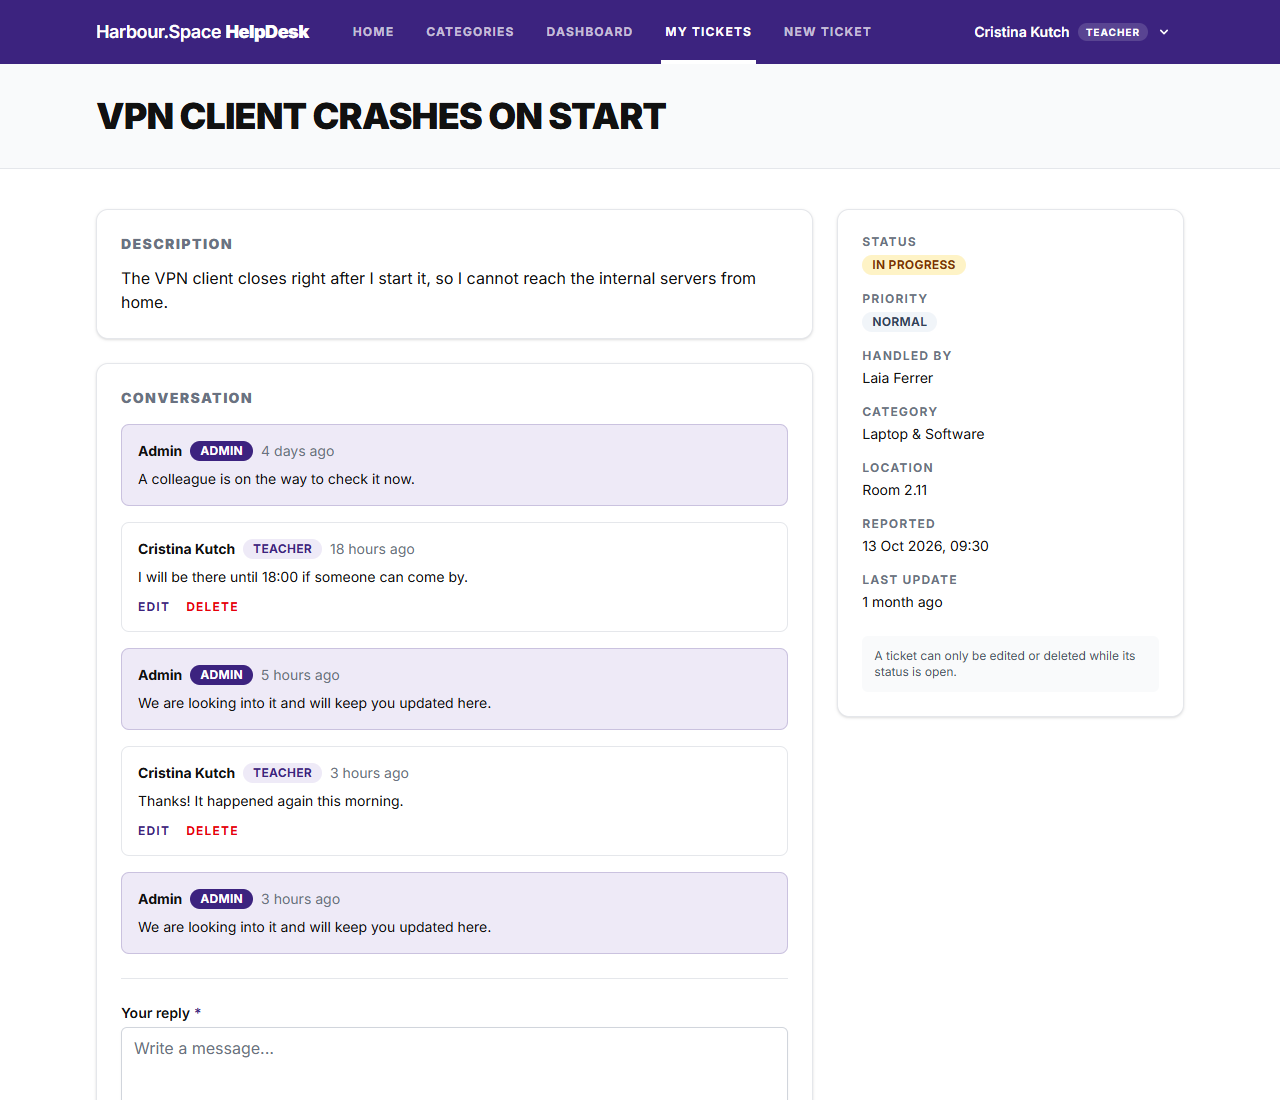 Harbour.Space HelpDesk
HOME
CATEGORIES
DASHBOARD
MY TICKETS
NEW TICKET
Cristina Kutch TEACHER
VPN CLIENT CRASHES ON START
DESCRIPTION
The VPN client closes right after I start it, so I cannot reach the internal servers from
home.
CONVERSATION
Admin ADMIN 4 days ago
A colleague is on the way to check it now.
Cristina Kutch TEACHER 18 hours ago
I will be there until 18:00 if someone can come by.
EDIT DELETE
Admin ADMIN 5 hours ago
We are looking into it and will keep you updated here.
Cristina Kutch TEACHER 3 hours ago
Thanks! It happened again this morning.
EDIT DELETE
Admin ADMIN 3 hours ago
We are looking into it and will keep you updated here.
Your reply *
Write a message...
STATUS
IN PROGRESS
PRIORITY
NORMAL
HANDLED BY
Laia Ferrer
CATEGORY
Laptop & Software
LOCATION
Room 2.11
REPORTED
13 Oct 2026, 09:30
LAST UPDATE
1 month ago
A ticket can only be edited or deleted while its
status is open.